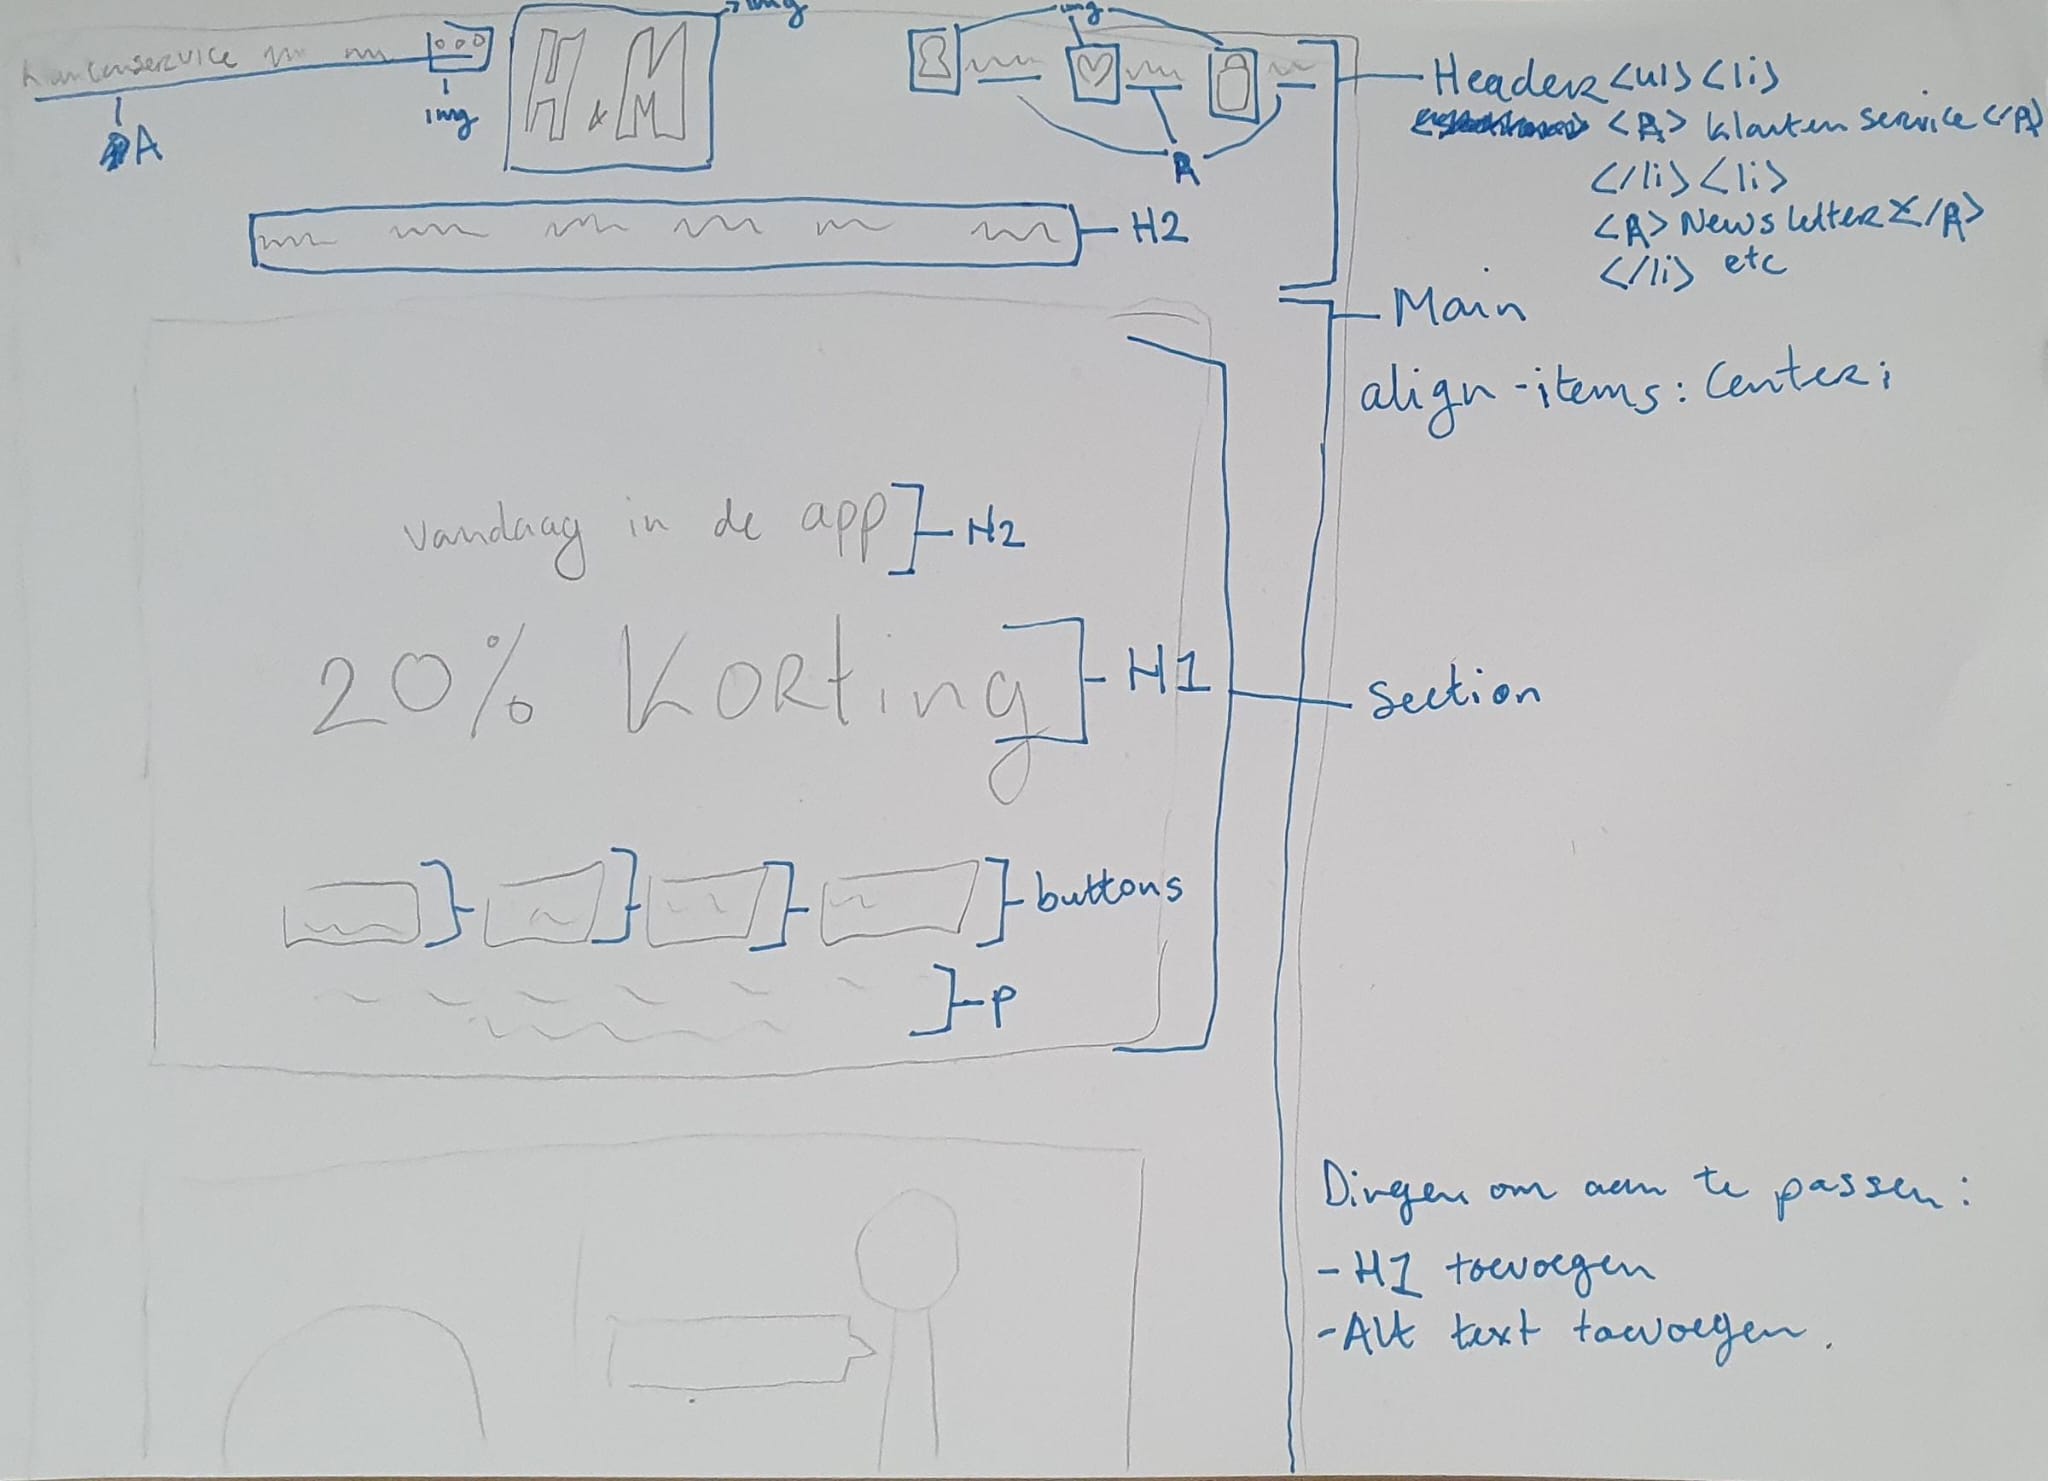 klantenservice
img
img
A
img
H & M
A
H2
Header <ul> <li>
<A> klanten service </A>
</li> <li>
<A> Newsletter </A>
</li> etc
Main
align-items: center;
vandaag in de app
H2
20% Korting
H1
Section
buttons
p
Dingen om aan te passen:
- H1 toevoegen
- Alt text toevoegen.